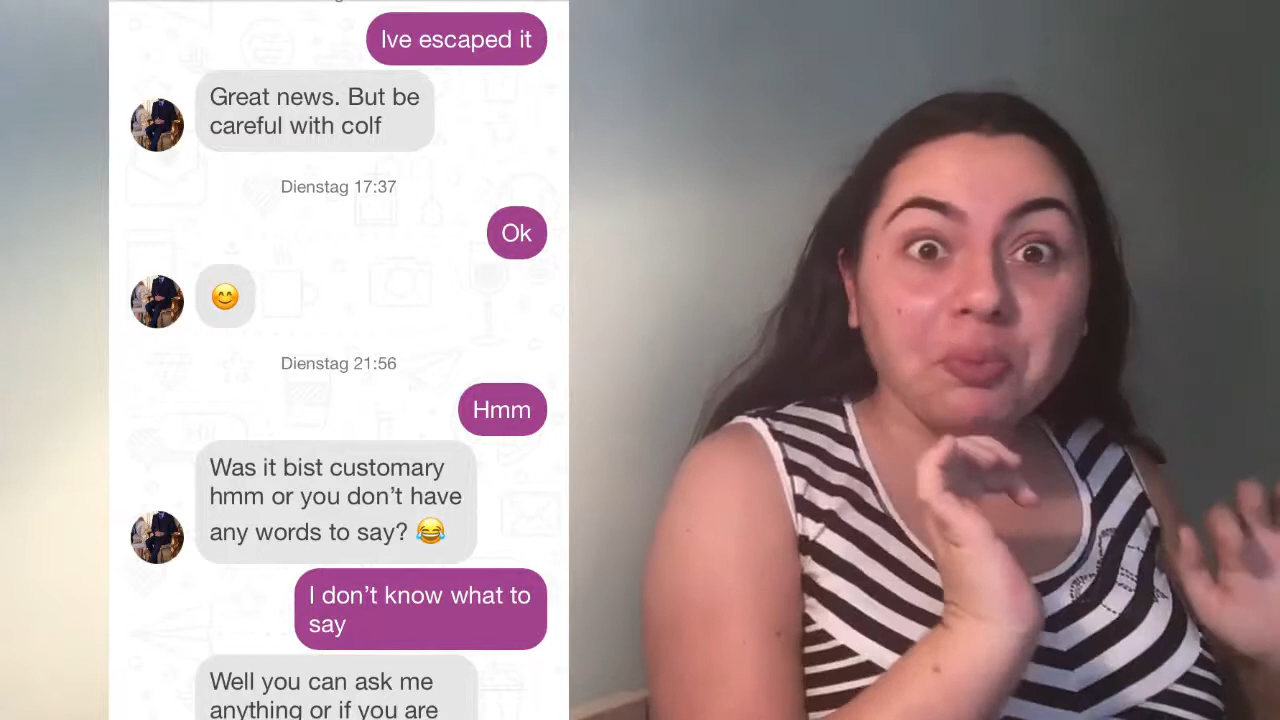 Ive escaped it
Great news. But be
careful with colf
Dienstag 17:37
Ok
😊
Dienstag 21:56
Hmm
Was it bist customary
hmm or you don't have
any words to say? 😂
I don't know what to
say
Well you can ask me
anything or if you are